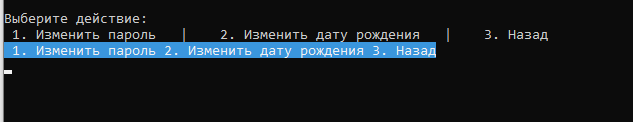 Выберите действие:
1. Изменить пароль | 2. Изменить дату рождения | 3. Назад
1. Изменить пароль 2. Изменить дату рождения 3. Назад